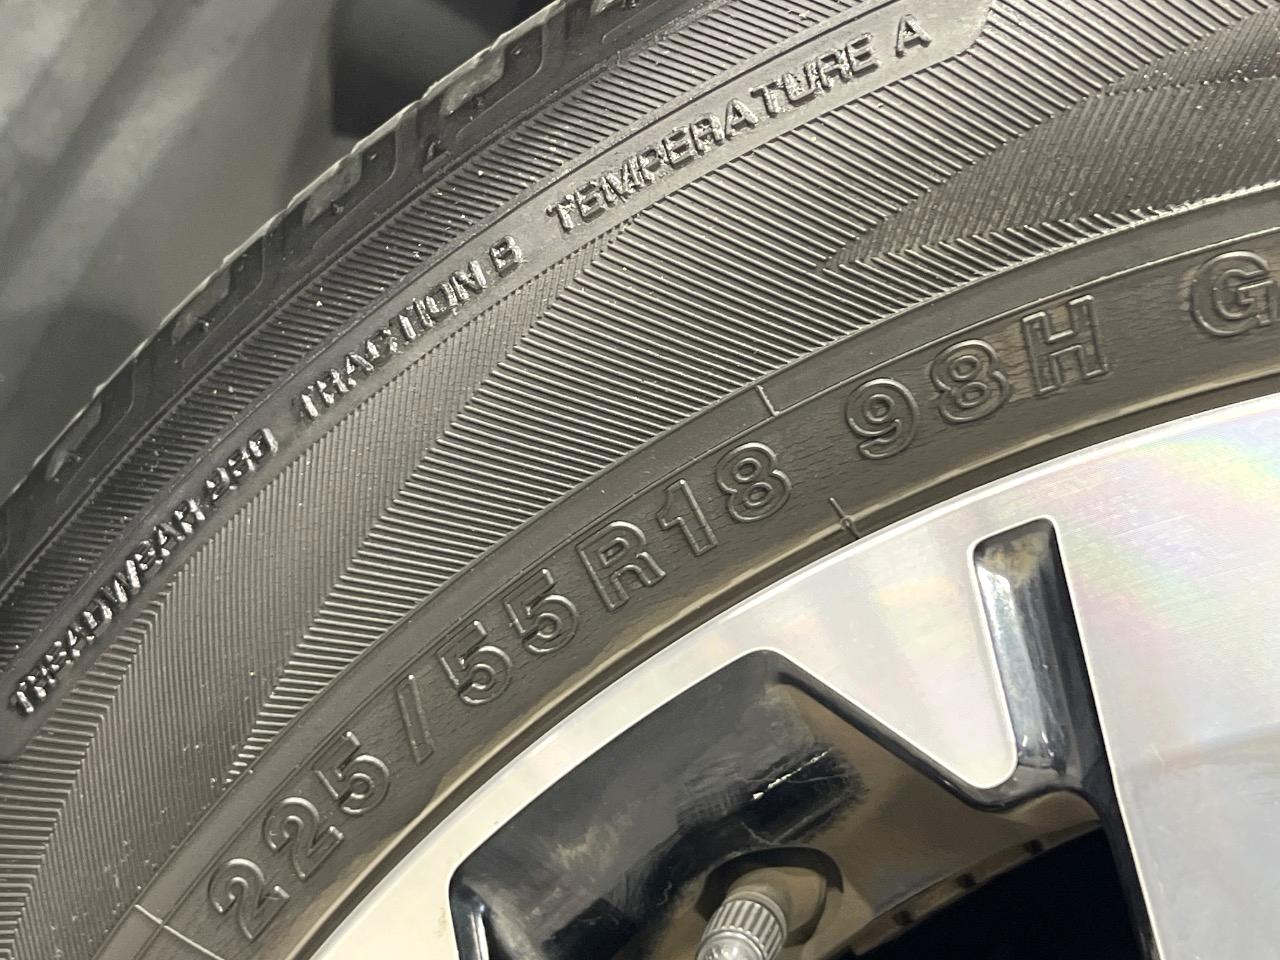 TREADWEAR 280 TRACTION B TEMPERATURE A
225/55R18 98H G